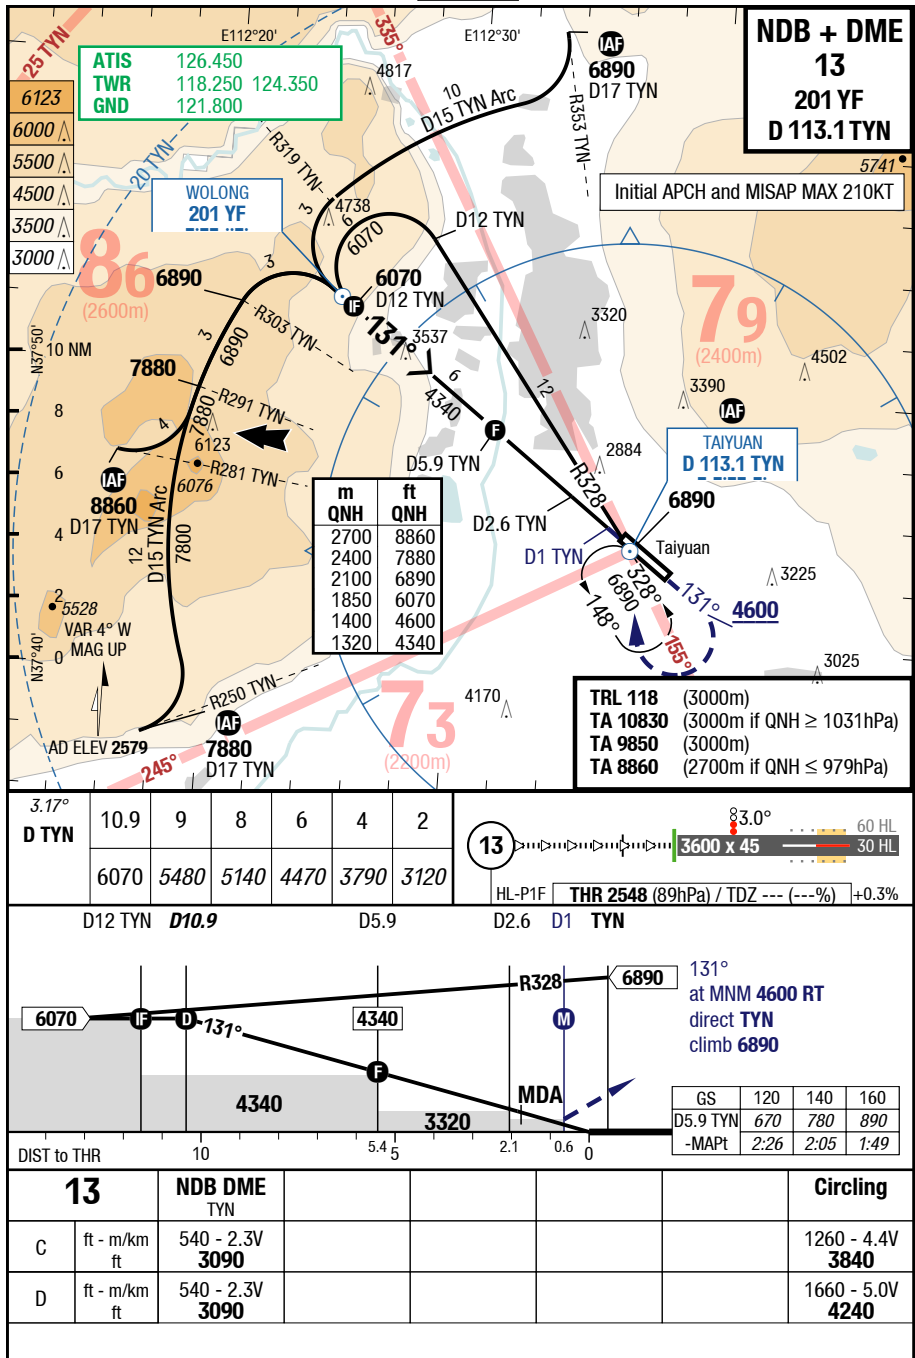 E112°20'
E112°30'
25 TYN
335°
IAF
6890
D17 TYN
NDB + DME
13
201 YF
D 113.1 TYN
ATIS 126.450
TWR 118.250 124.350
GND 121.800
4817
10
D15 TYN Arc
R353 TYN
6123
6000
5500
4500
3500
3000
20 TYN
R319 TYN
5741
Initial APCH and MISAP MAX 210KT
WOLONG
201 YF
3
4738
6
6070
D12 TYN
86
(2600m)
6890
3
6070
D12 TYN
IF
R303 TYN
131°
3537
3320
79
(2400m)
4502
N37°50'
10 NM
3
6890
7880
6
4340
12
3390
IAF
8
R291 TYN
4
7880
F
6123
TAIYUAN
D 113.1 TYN
D5.9 TYN
2884
6
IAF
R281 TYN
6076
R328
6890
8860
D17 TYN
m QNH ft QNH
2700 8860
2400 7880
2100 6890
1850 6070
1400 4600
1320 4340
D2.6 TYN
4
12
D15 TYN Arc
7800
D1 TYN
Taiyuan
328°
6890
148°
131°
4600
3225
2
5528
VAR 4° W
MAG UP
N37°40'
0
155°
3025
R250 TYN
IAF
7880
D17 TYN
73
(2200m)
4170
AD ELEV 2579
245°
TRL 118 (3000m)
TA 10830 (3000m if QNH ≥ 1031hPa)
TA 9850 (3000m)
TA 8860 (2700m if QNH ≤ 979hPa)
3.17°
D TYN 10.9 9 8 6 4 2
6070 5480 5140 4470 3790 3120
13
3.0°
3600 x 45
60 HL
30 HL
HL-P1F
THR 2548 (89hPa) / TDZ --- (---%)
+0.3%
D12 TYN D10.9 D5.9 D2.6 D1 TYN
R328
6890
131°
at MNM 4600 RT
direct TYN
climb 6890
6070
IF
D
131°
4340
M
F
4340
3320
MDA
GS 120 140 160
D5.9 TYN 670 780 890
-MAPt 2:26 2:05 1:49
DIST to THR 10 5.4 5 2.1 0.6 0
13 NDB DME Circling
TYN
C ft - m/km 540 - 2.3V 1260 - 4.4V
ft 3090 3840
D ft - m/km 540 - 2.3V 1660 - 5.0V
ft 3090 4240